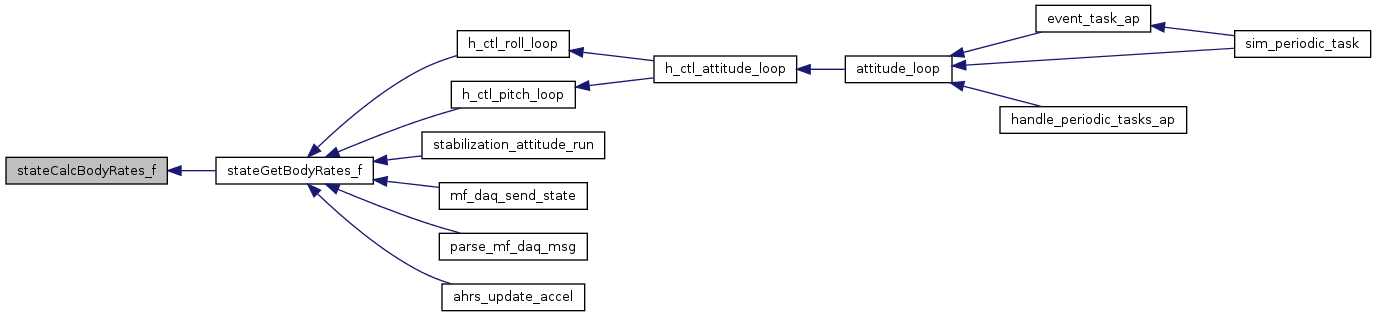 event_task_ap
h_ctl_roll_loop
sim_periodic_task
h_ctl_attitude_loop
attitude_loop
h_ctl_pitch_loop
handle_periodic_tasks_ap
stabilization_attitude_run
stateCalcBodyRates_f
stateGetBodyRates_f
mf_daq_send_state
parse_mf_daq_msg
ahrs_update_accel